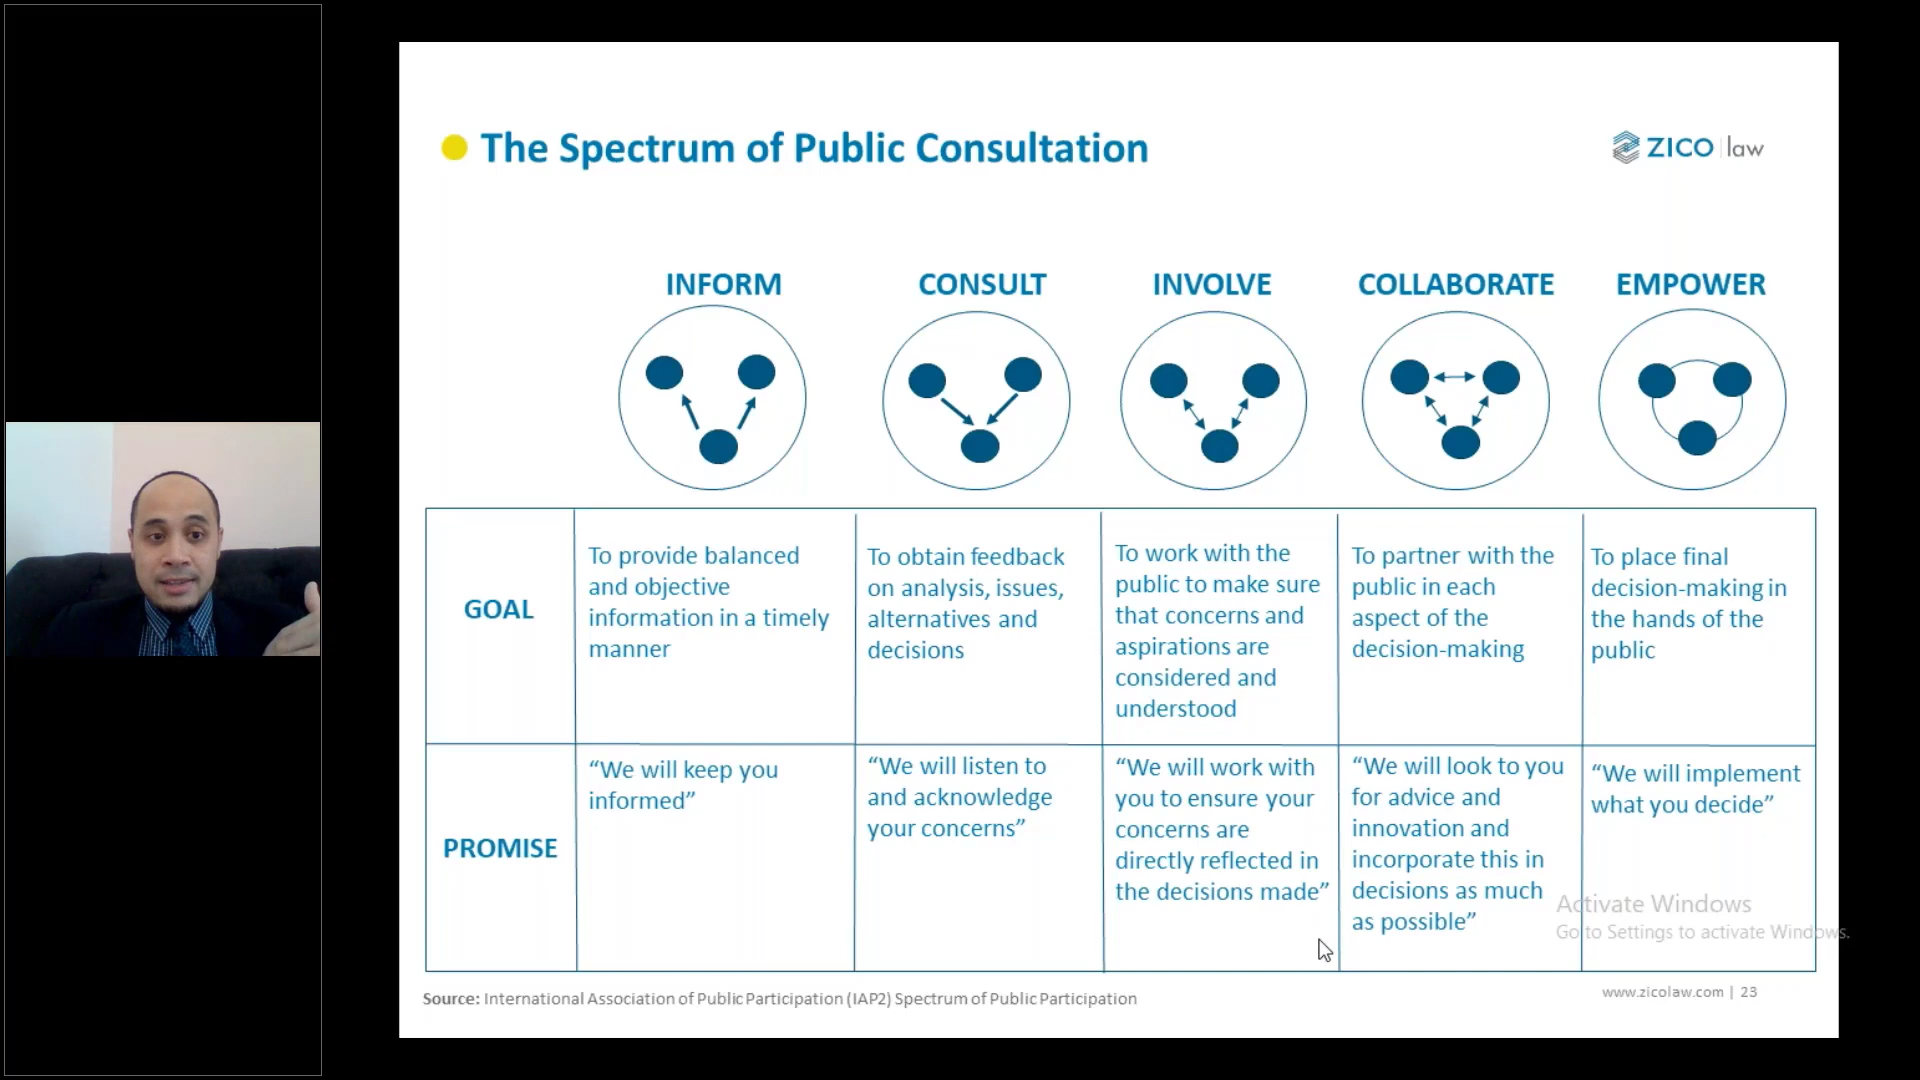 The Spectrum of Public Consultation
ZICO law
INFORM
CONSULT
INVOLVE
COLLABORATE
EMPOWER
GOAL
To provide balanced
and objective
information in a timely
manner
To obtain feedback
on analysis, issues,
alternatives and
decisions
To work with the
public to make sure
that concerns and
aspirations are
considered and
understood
To partner with the
public in each
aspect of the
decision-making
To place final
decision-making in
the hands of the
public
PROMISE
“We will keep you
informed”
“We will listen to
and acknowledge
your concerns”
“We will work with
you to ensure your
concerns are
directly reflected in
the decisions made”
“We will look to you
for advice and
innovation and
incorporate this in
decisions as much
as possible”
“We will implement
what you decide”
Activate Windows
Go to Settings to activate Windows.
Source: International Association of Public Participation (IAP2) Spectrum of Public Participation
www.zicolaw.com | 23